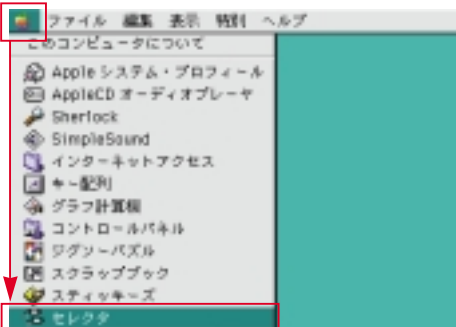 ファイル 編集 表示 特別 ヘルプ
このコンピュータについて
Apple システム・プロフィール
AppleCD オーディオプレーヤ
Sherlock
SimpleSound
インターネットアクセス
キー配列
グラフ計算機
コントロールパネル
ジグソーパズル
スクラップブック
スティッキーズ
セレクタ